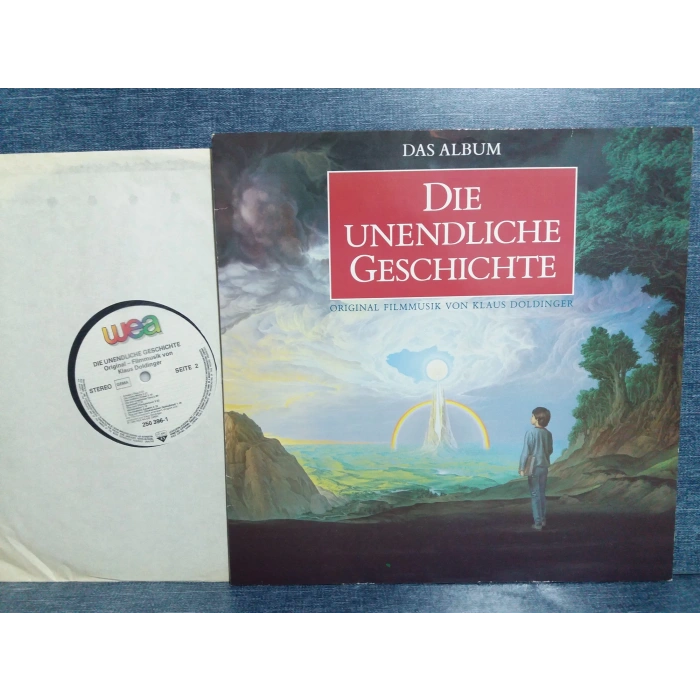 DAS ALBUM
DIE
UNENDLICHE
GESCHICHTE
ORIGINAL FILMMUSIK VON KLAUS DOLDINGER
wea
DIE UNENDLICHE GESCHICHTE
Original - Filmmusik von
Klaus Doldinger
STEREO
SEITE 2
250 396-1